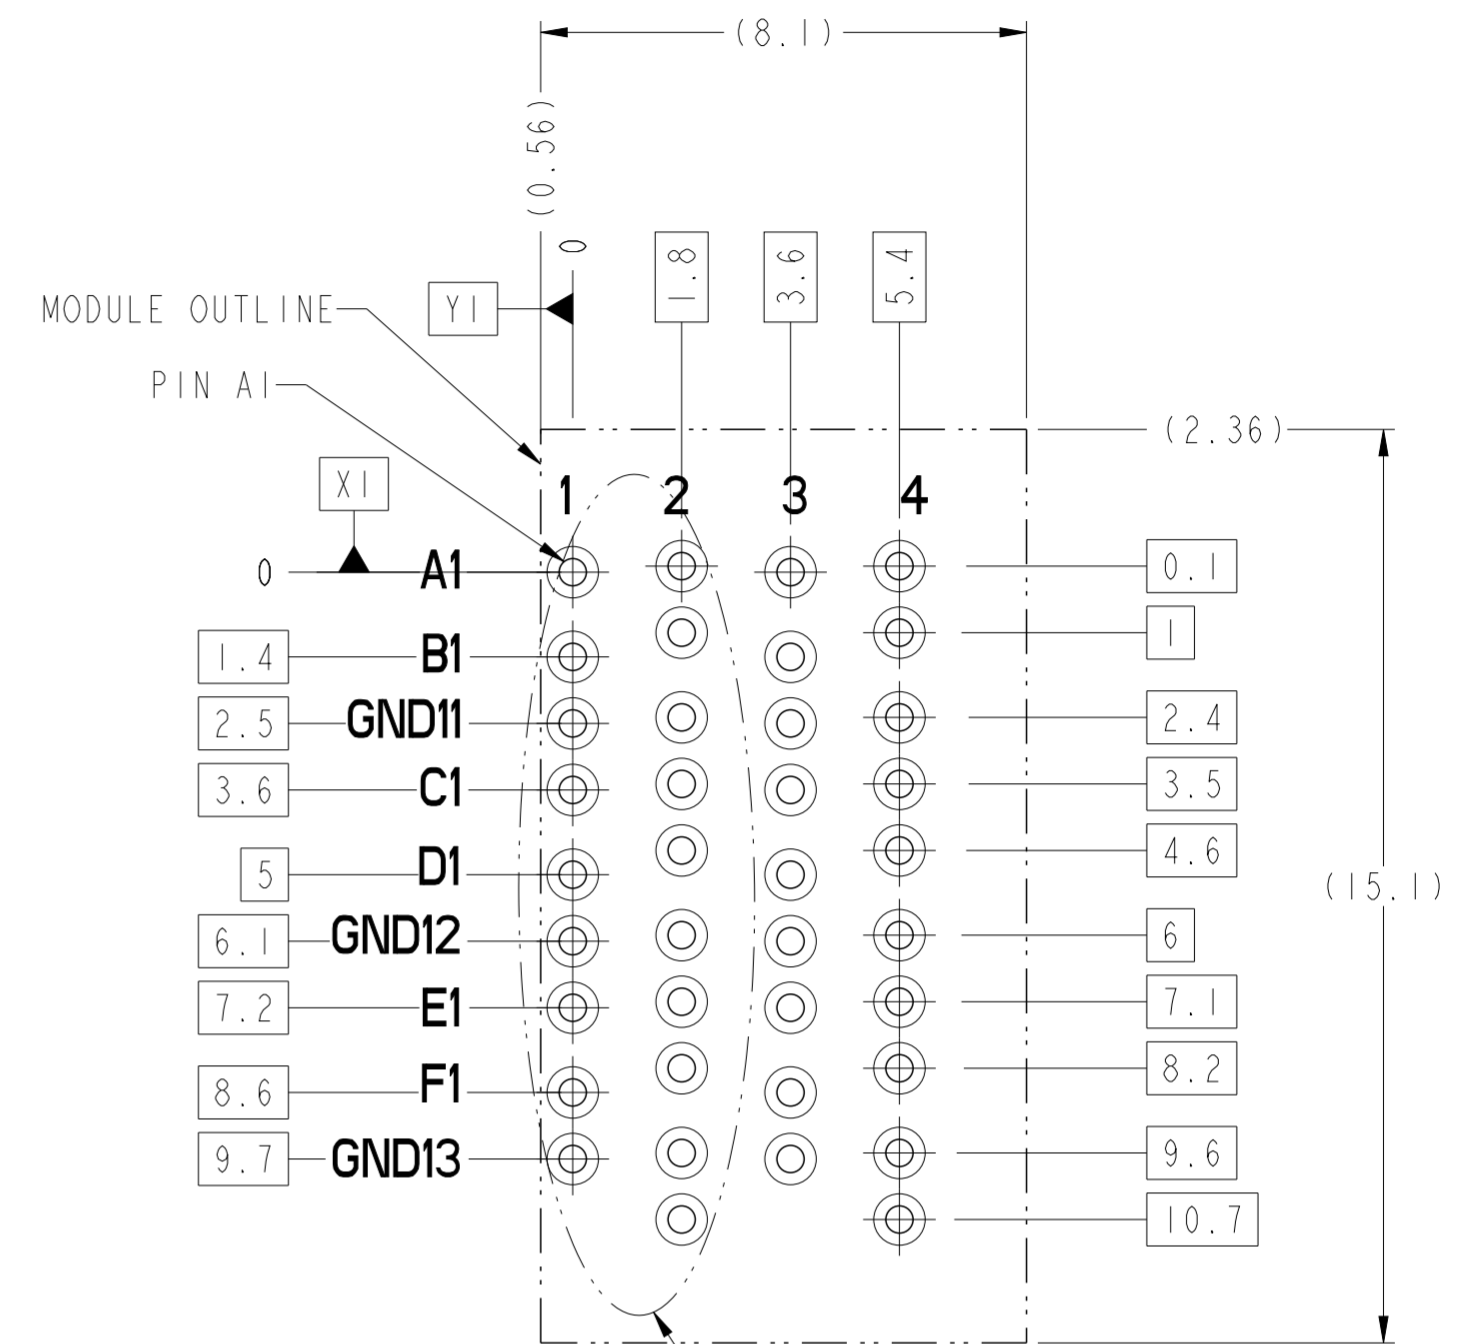 (8.1)
(0.56)
0
1.8
3.6
5.4
Y1
MODULE OUTLINE
PIN A1
(2.36)
X1
1 2 3 4
0 A1 0.1
1
1.4 B1
2.5 GND11 2.4
3.6 C1 3.5
4.6
5 D1
(15.1)
6.1 GND12 6
7.2 E1 7.1
8.2
8.6 F1
9.7 GND13 9.6
10.7